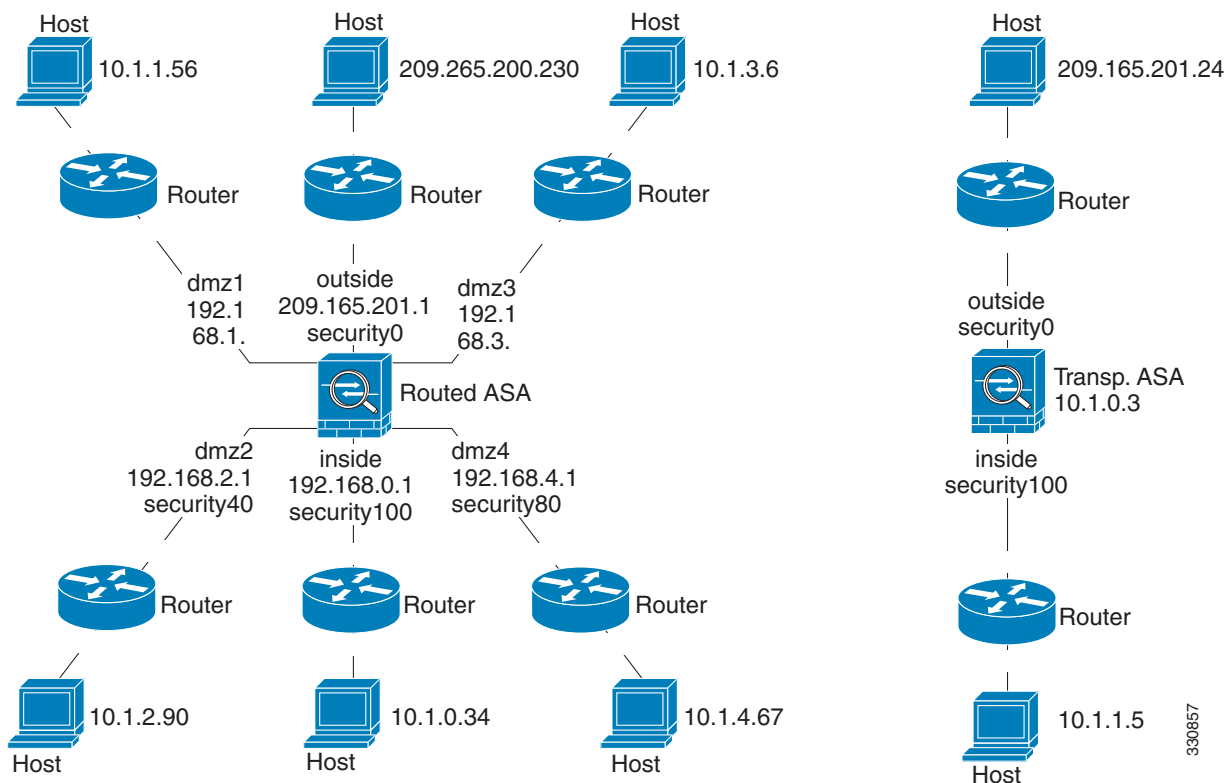 Host
Host
Host
Host
10.1.1.56
209.265.200.230
10.1.3.6
209.165.201.24
Router
Router
Router
Router
dmz1
192.1
68.1.
outside
209.165.201.1
security0
dmz3
192.1
68.3.
outside
security0
Routed ASA
Transp. ASA
10.1.0.3
dmz2
192.168.2.1
security40
inside
192.168.0.1
security100
dmz4
192.168.4.1
security80
inside
security100
Router
Router
Router
Router
10.1.2.90
10.1.0.34
10.1.4.67
10.1.1.5
Host
Host
Host
Host
330857